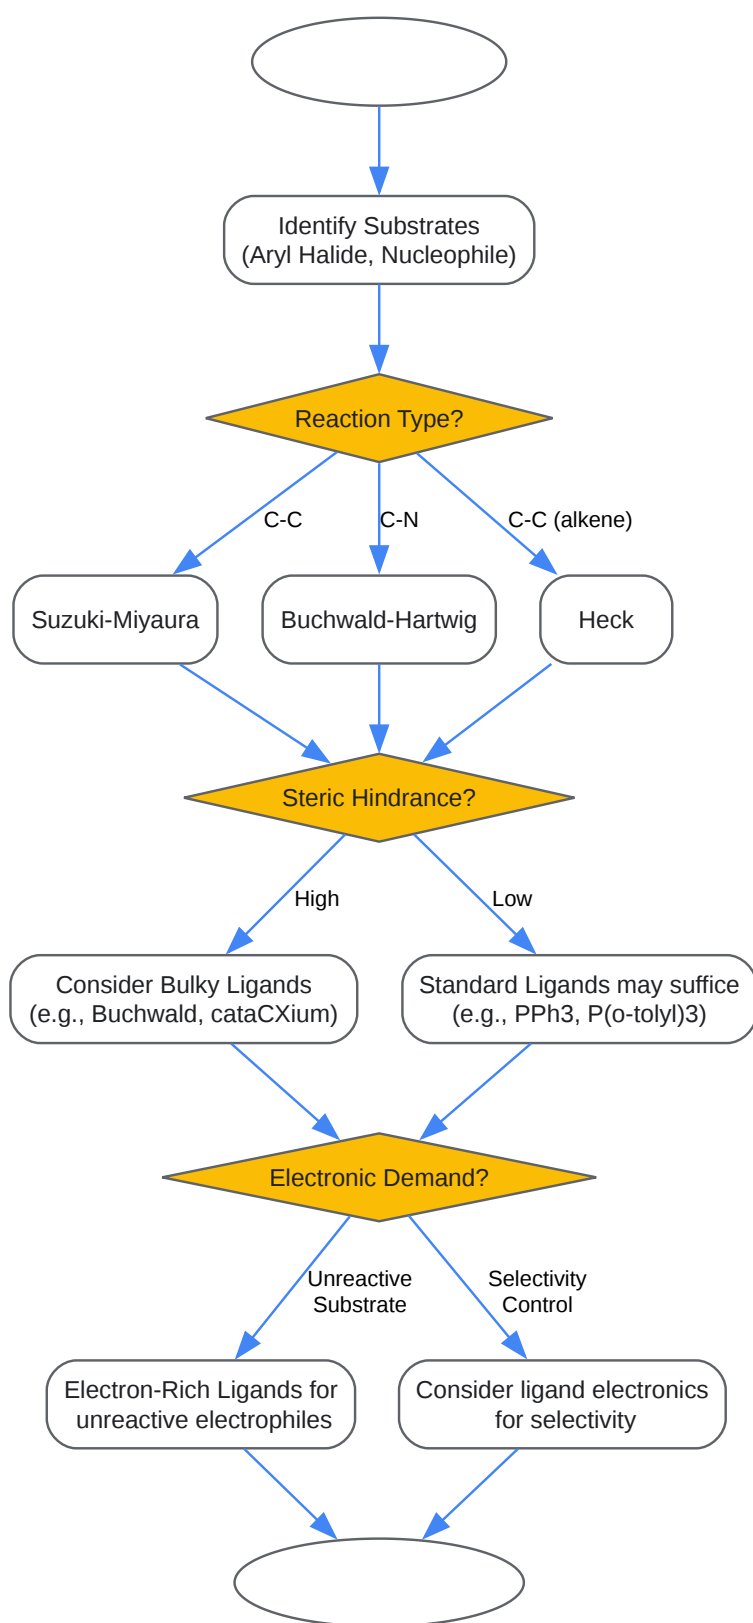 Identify Substrates
(Aryl Halide, Nucleophile)
Reaction Type?
C-C
C-N
C-C (alkene)
Suzuki-Miyaura
Buchwald-Hartwig
Heck
Steric Hindrance?
High
Low
Consider Bulky Ligands
(e.g., Buchwald, cataCXium)
Standard Ligands may suffice
(e.g., PPh3, P(o-tolyl)3)
Electronic Demand?
Unreactive
Substrate
Selectivity
Control
Electron-Rich Ligands for
unreactive electrophiles
Consider ligand electronics
for selectivity